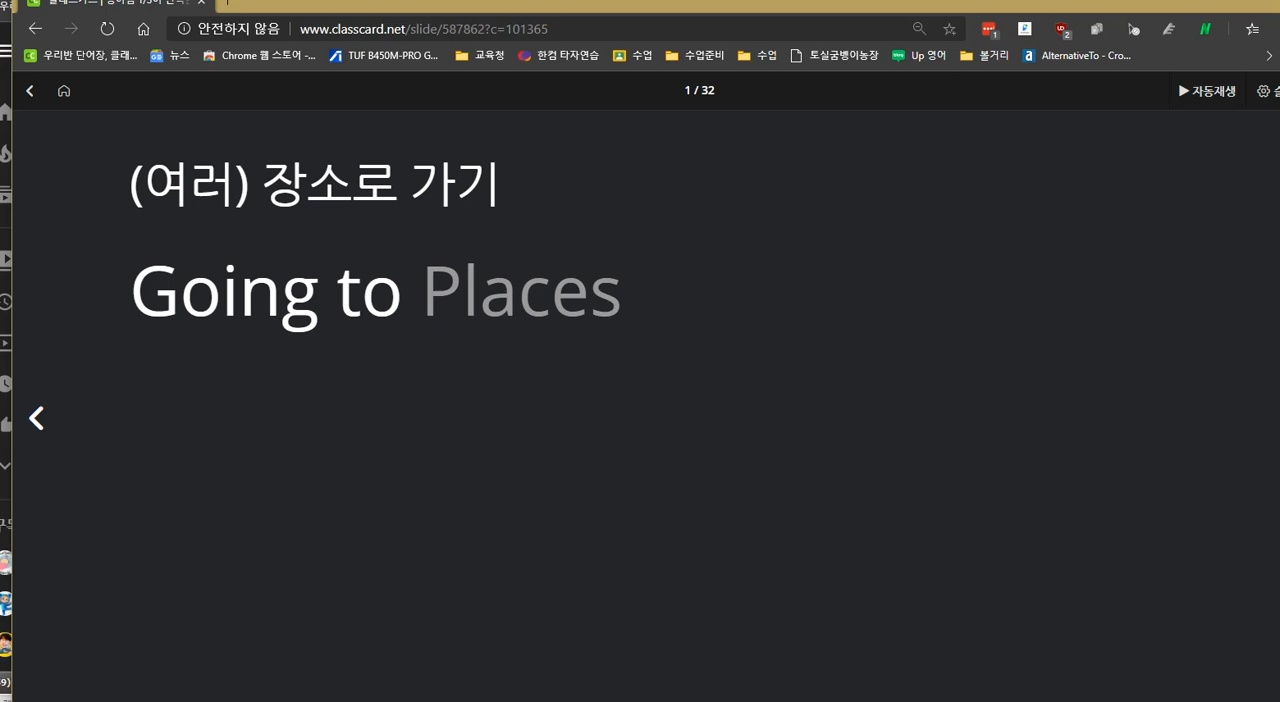 안전하지 않음 www.classcard.net/slide/587862?c=101365
우리반 단어장, 클래... 뉴스 Chrome 웹 스토어 -... TUF B450M-PRO G... 교육청 한컴 타자연습 수업 수업준비 수업 토실굼벵이농장 Up 영어 볼거리 AlternativeTo - Cro...
1 / 32 자동재생
(여러) 장소로 가기
Going to Places